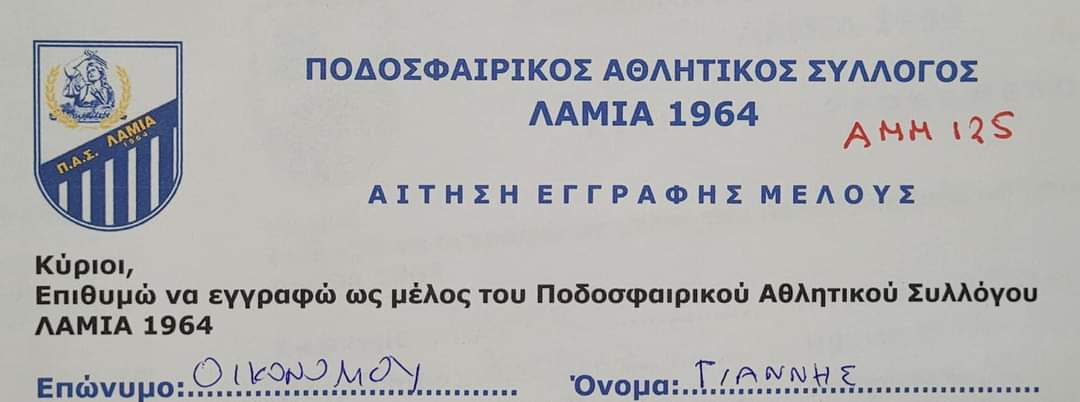 Π.Α.Σ. ΛΑΜΙΑ
1964
ΠΟΔΟΣΦΑΙΡΙΚΟΣ ΑΘΛΗΤΙΚΟΣ ΣΥΛΛΟΓΟΣ
ΛΑΜΙΑ 1964
ΑΜΜ 125
ΑΙΤΗΣΗ ΕΓΓΡΑΦΗΣ ΜΕΛΟΥΣ
Κύριοι,
Επιθυμώ να εγγραφώ ως μέλος του Ποδοσφαιρικού Αθλητικού Συλλόγου
ΛΑΜΙΑ 1964
Επώνυμο: ΟΙΚΟΝΟΜΟΥ Όνομα: ΓΙΑΝΝΗΣ